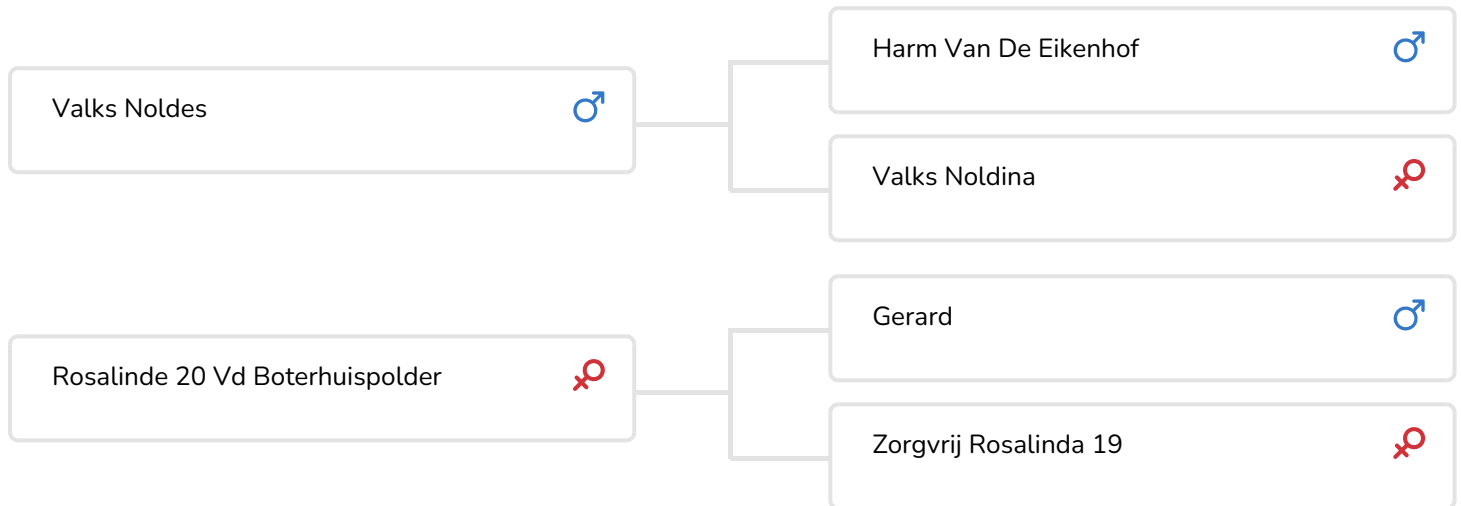 Harm Van De Eikenhof
Valks Noldes
Valks Noldina
Gerard
Rosalinde 20 Vd Boterhuispolder
Zorgvrij Rosalinda 19